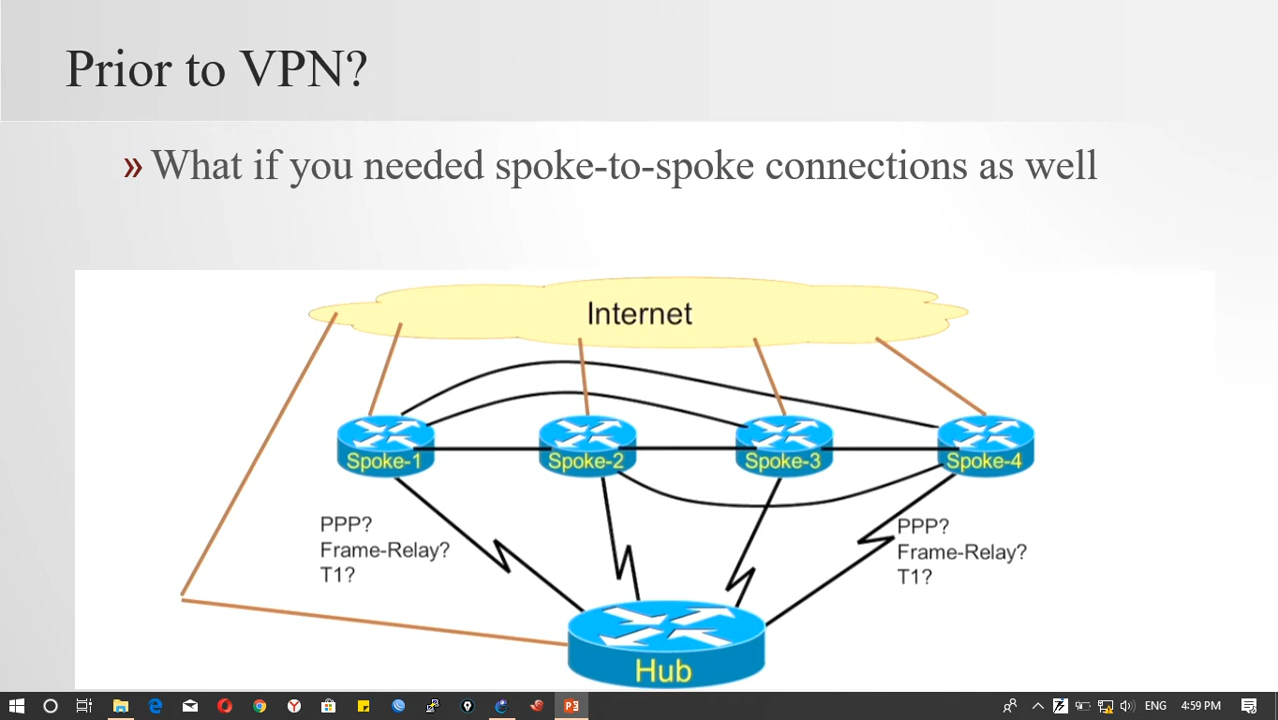 Prior to VPN?
» What if you needed spoke-to-spoke connections as well
Internet
Spoke-1
Spoke-2
Spoke-3
Spoke-4
PPP?
Frame-Relay?
T1?
PPP?
Frame-Relay?
T1?
Hub
ENG
4:59 PM